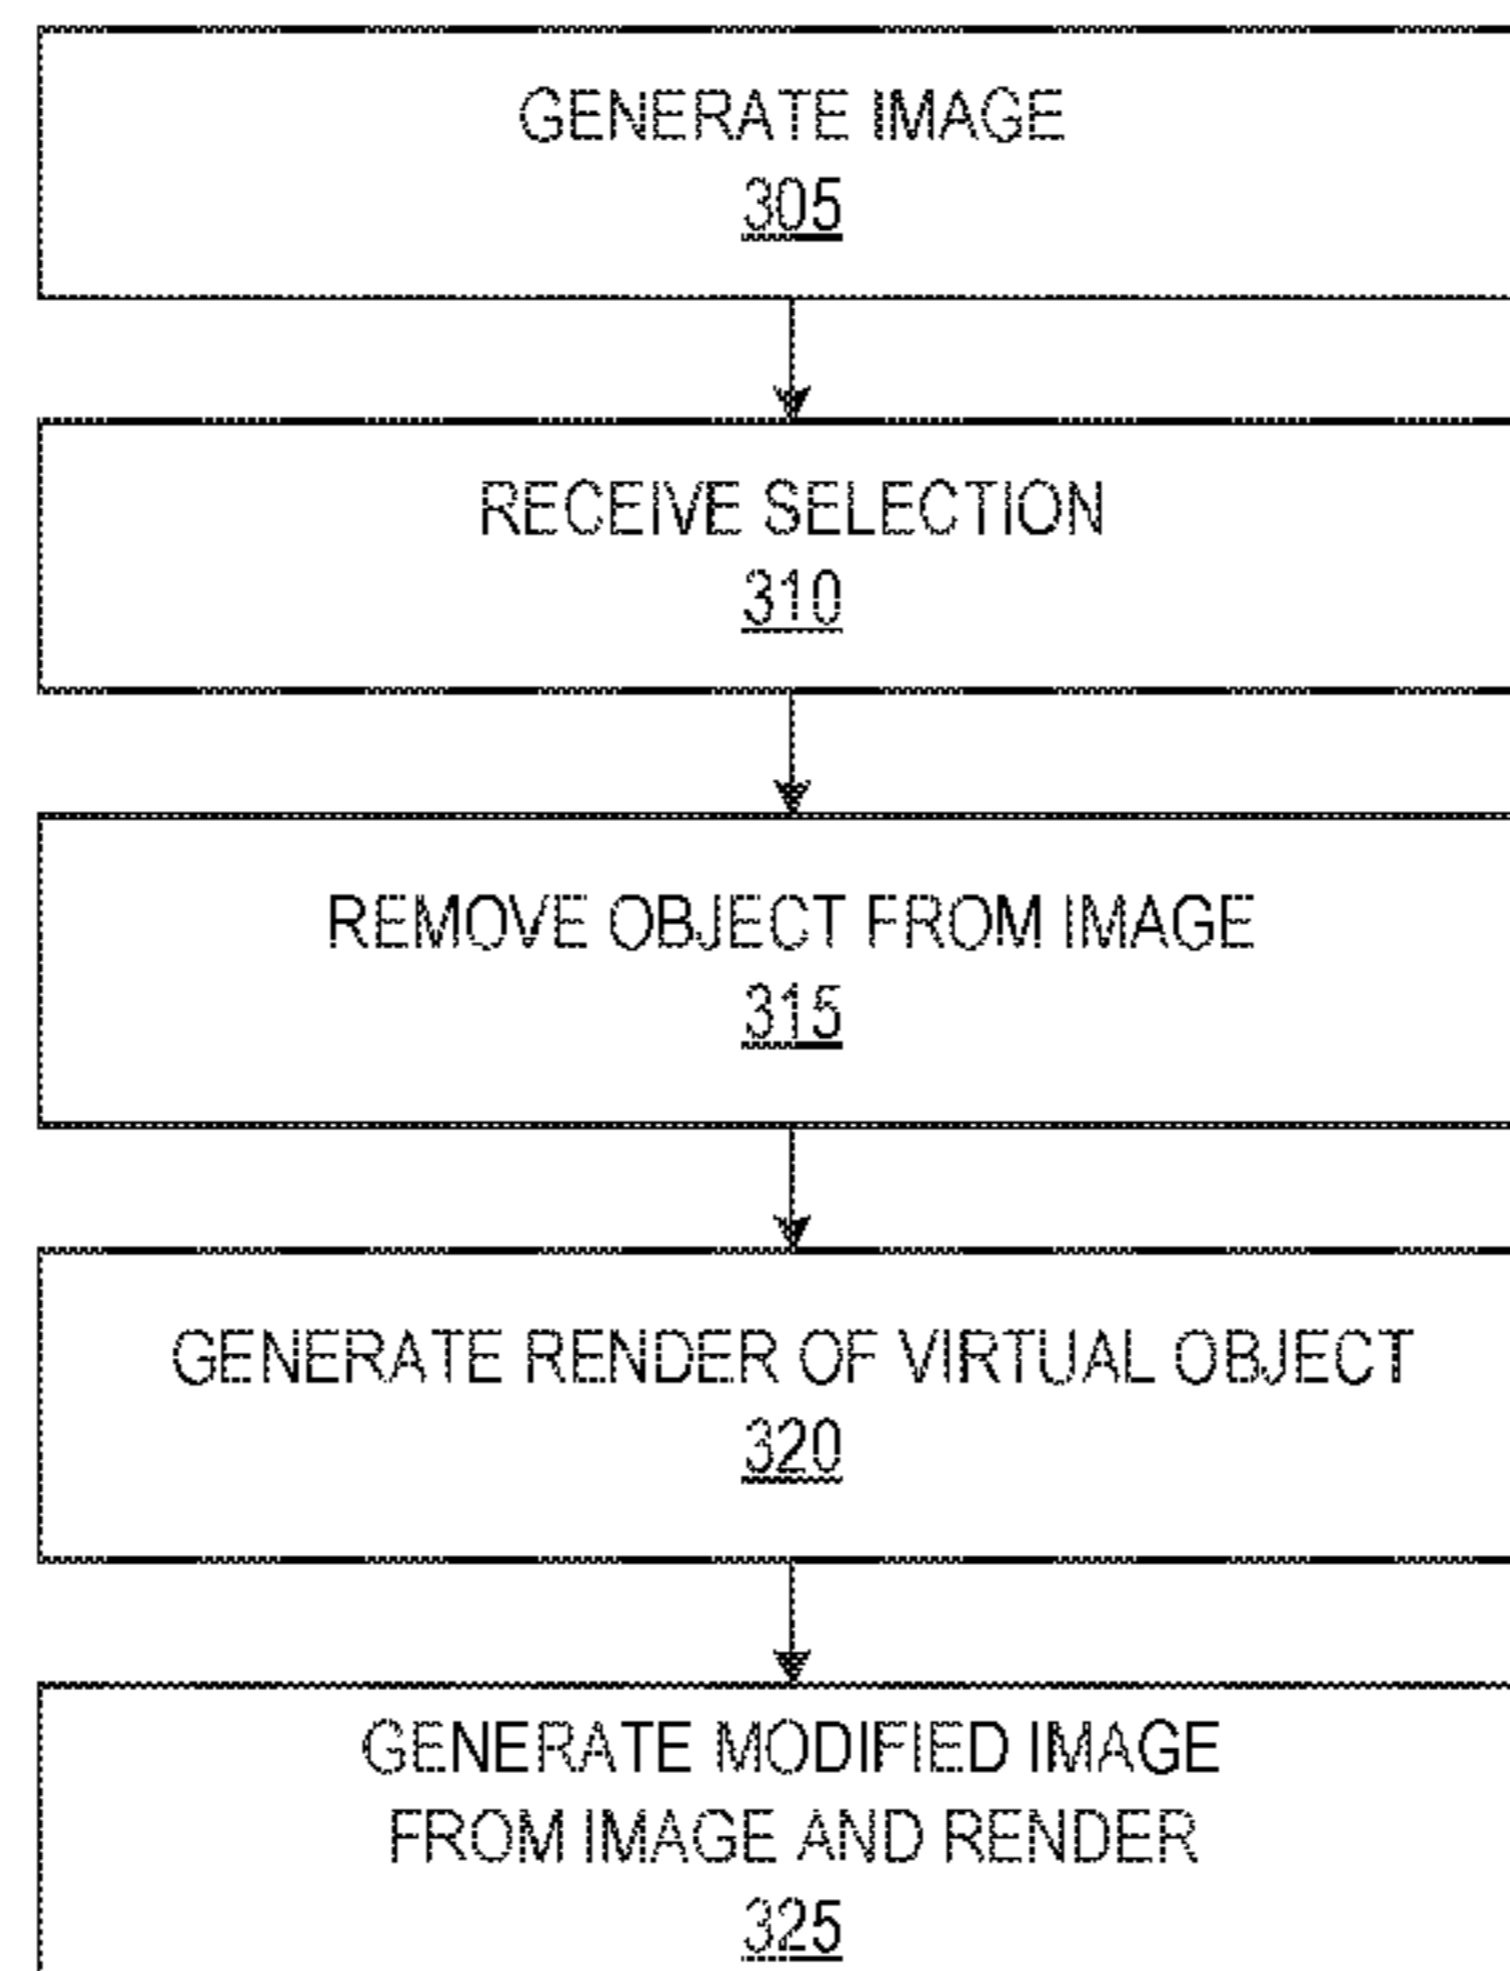 GENERATE IMAGE
305
RECEIVE SELECTION
310
REMOVE OBJECT FROM IMAGE
315
GENERATE RENDER OF VIRTUAL OBJECT
320
GENERATE MODIFIED IMAGE
FROM IMAGE AND RENDER
325